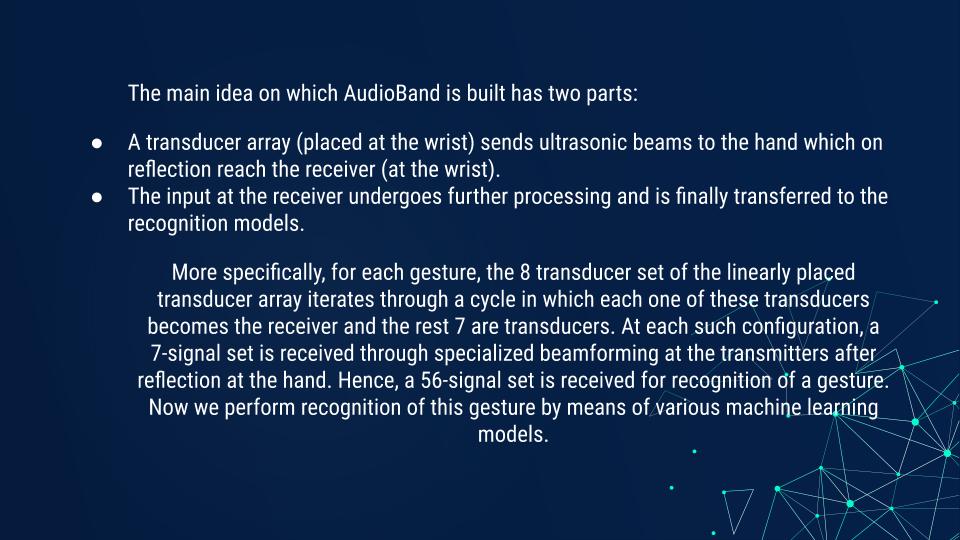 The main idea on which AudioBand is built has two parts:
● A transducer array (placed at the wrist) sends ultrasonic beams to the hand which on
reflection reach the receiver (at the wrist).
● The input at the receiver undergoes further processing and is finally transferred to the
recognition models.
More specifically, for each gesture, the 8 transducer set of the linearly placed
transducer array iterates through a cycle in which each one of these transducers
becomes the receiver and the rest 7 are transducers. At each such configuration, a
7-signal set is received through specialized beamforming at the transmitters after
reflection at the hand. Hence, a 56-signal set is received for recognition of a gesture.
Now we perform recognition of this gesture by means of various machine learning
models.